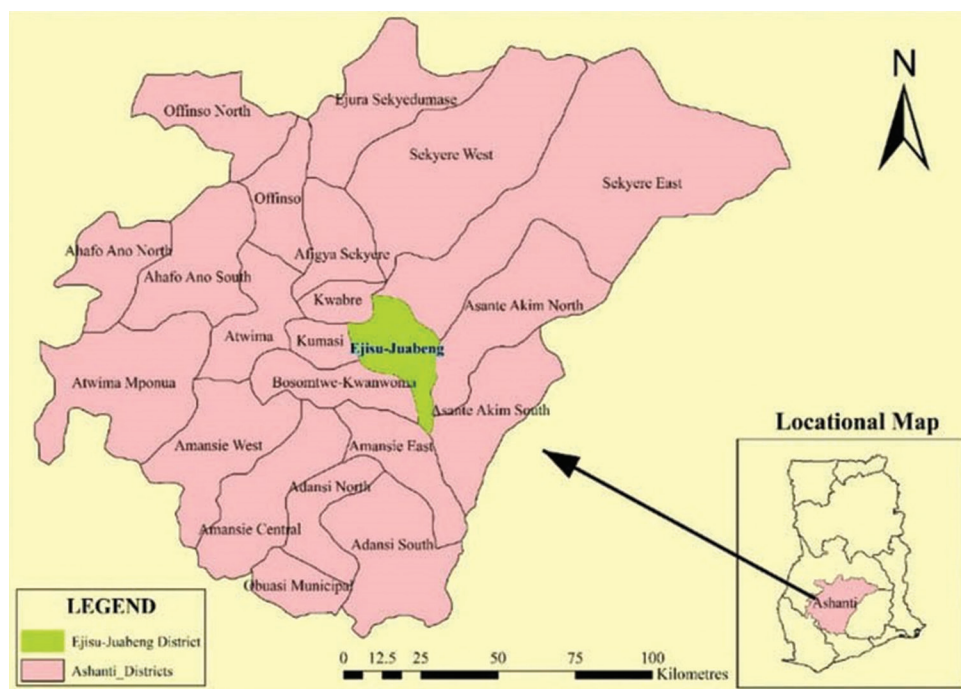 N
Offinso North
Ejura Sekyedumase
Sekyere West
Sekyere East
Offinso
Ahafo Ano North
Afigya Sekyere
Ahafo Ano South
Kwabre
Asante Akim North
Atwima
Kumasi
Ejisu-Juabeng
Atwima Mponua
Bosomtwe-Kwanwoma
Asante Akim South
Amansie West
Amansie East
Adansi North
Amansie Central
Adansi South
Obuasi Municipal
Locational Map
Ashanti
LEGEND
Ejisu-Juabeng District
Ashanti_Districts
0 12.5 25 50 75 100
Kilometres